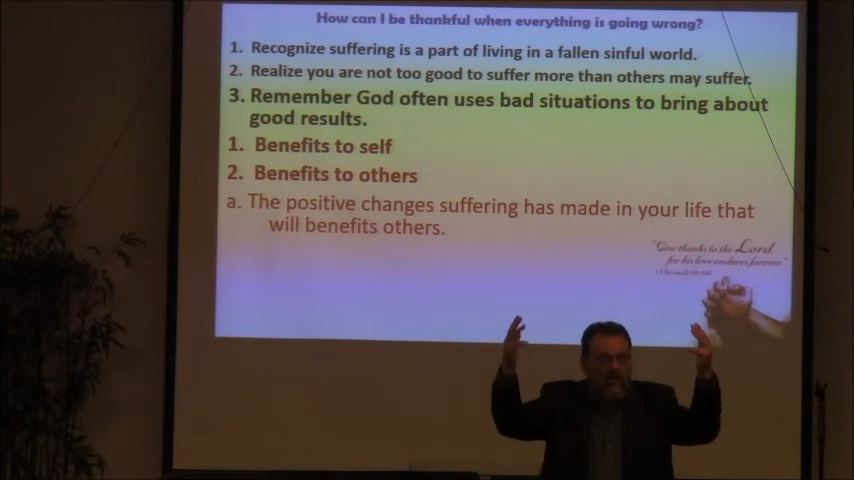 How can I be thankful when everything is going wrong?
1. Recognize suffering is a part of living in a fallen sinful world.
2. Realize you are not too good to suffer more than others may suffer.
3. Remember God often uses bad situations to bring about
good results.
1. Benefits to self
2. Benefits to others
a. The positive changes suffering has made in your life that
will benefits others.
"Give thanks to the Lord,
for his love endures forever."